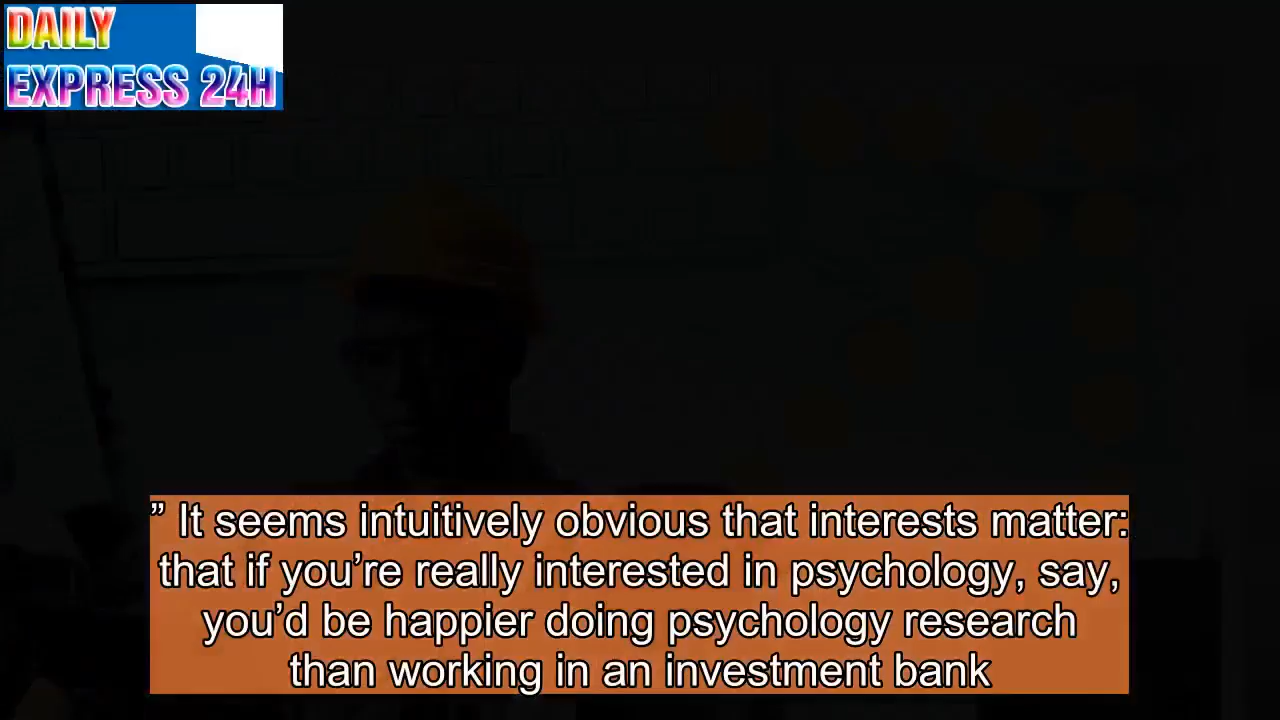 DAILY
EXPRESS 24H
” It seems intuitively obvious that interests matter:
that if you’re really interested in psychology, say,
you’d be happier doing psychology research
than working in an investment bank